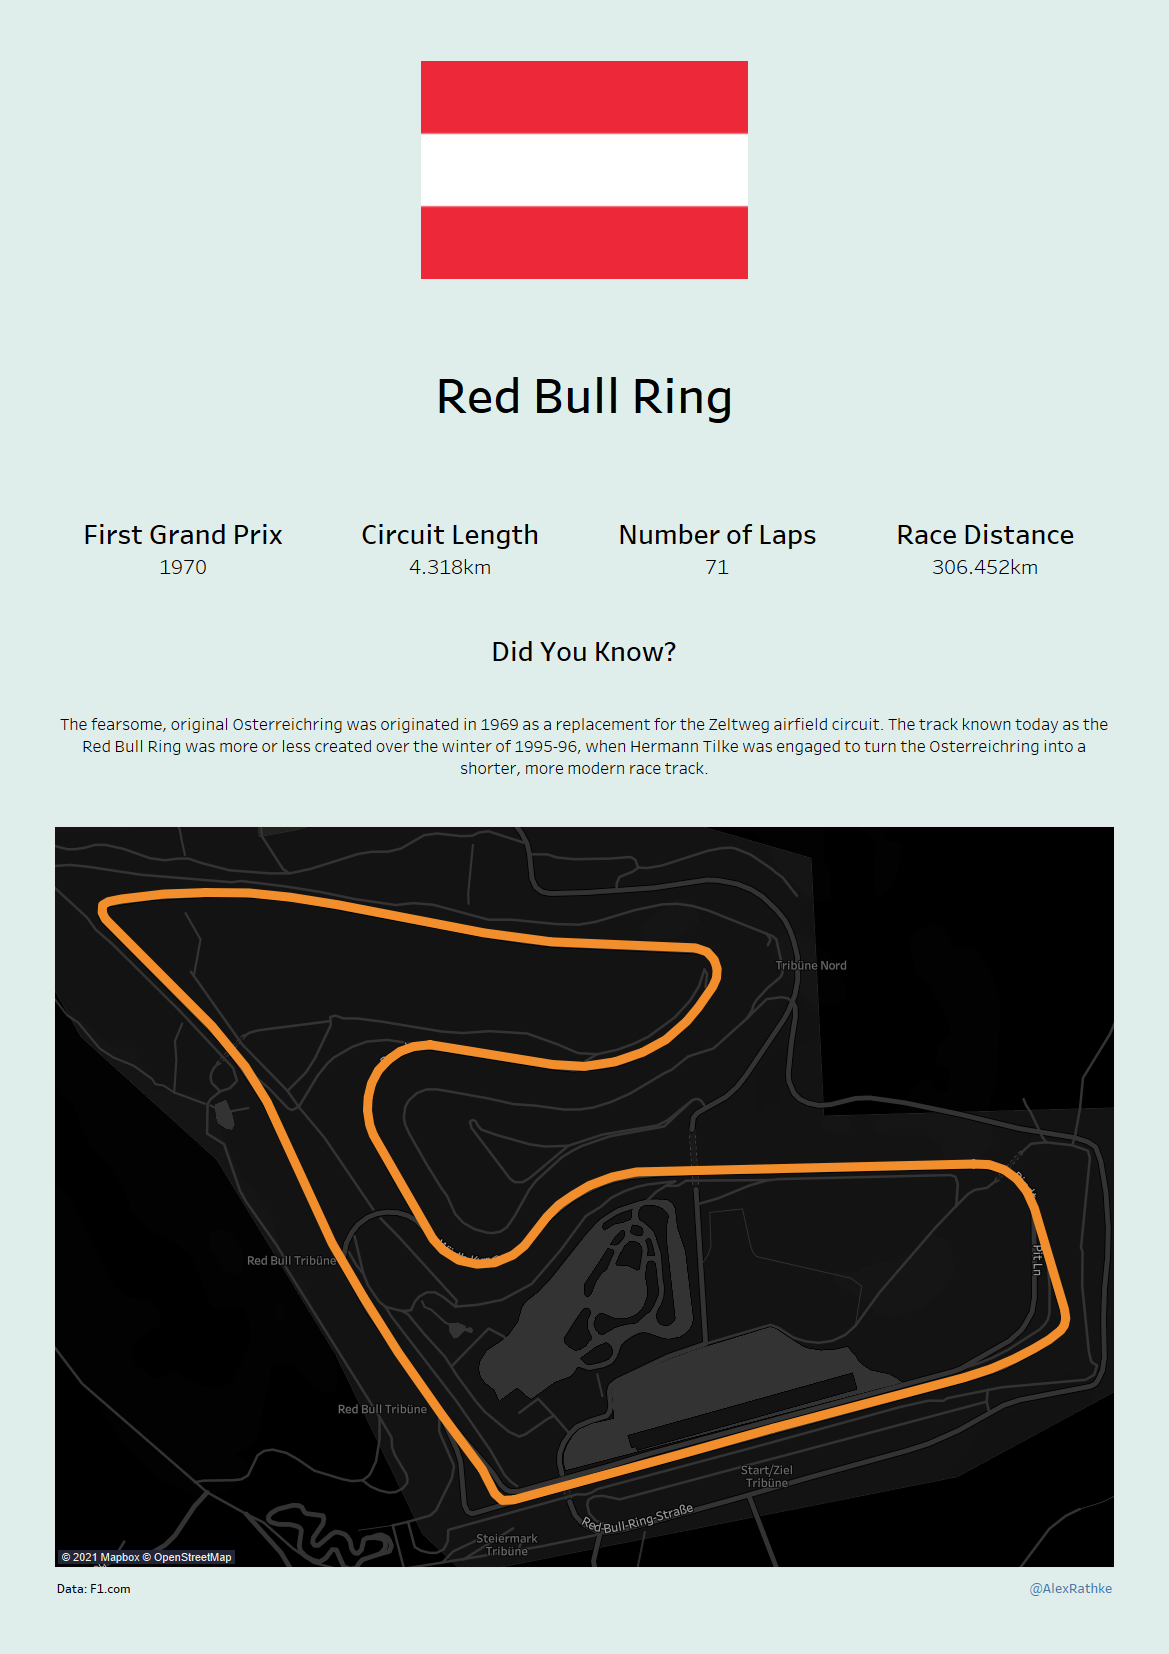 Red Bull Ring
First Grand Prix
1970
Circuit Length
4.318km
Number of Laps
71
Race Distance
306.452km
Did You Know?
The fearsome, original Osterreichring was originated in 1969 as a replacement for the Zeltweg airfield circuit. The track known today as the
Red Bull Ring was more or less created over the winter of 1995-96, when Hermann Tilke was engaged to turn the Osterreichring into a
shorter, more modern race track.
Tribüne Nord
Red Bull Tribüne
Pit Ln
Red Bull Tribüne
Start/Ziel
Tribüne
Red-Bull-Ring-Straße
Steiermark
Tribüne
© 2021 Mapbox © OpenStreetMap
Data: F1.com
@AlexRathke